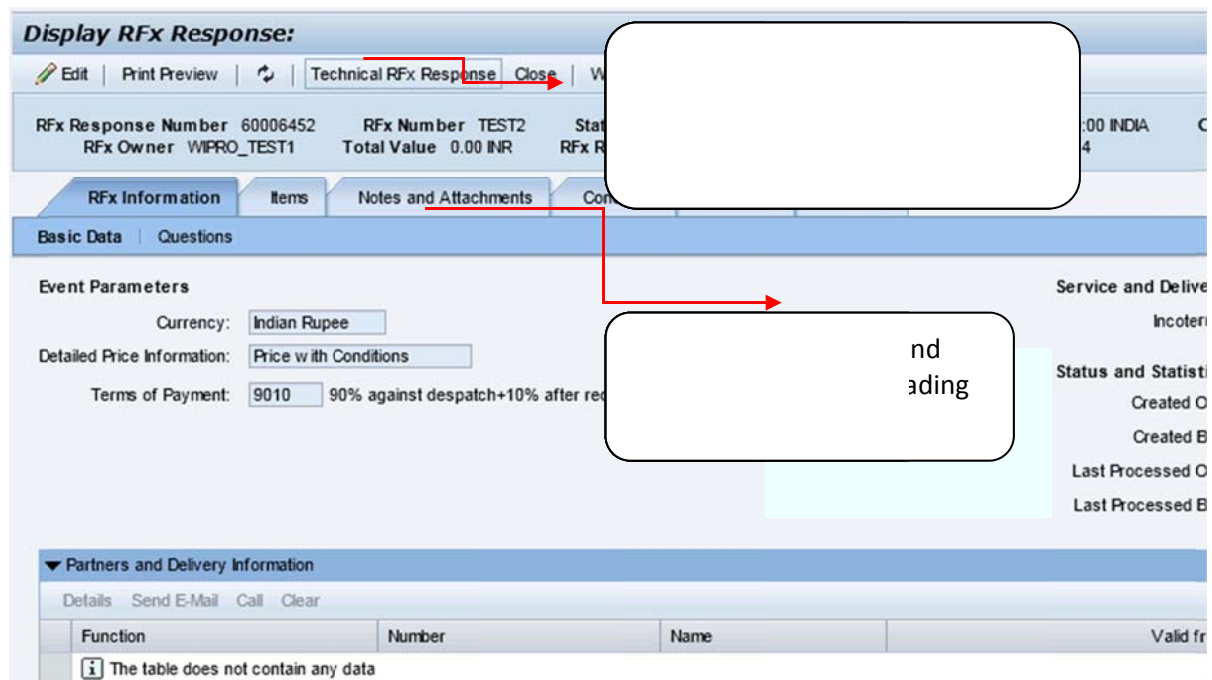 Display RFx Response:
Edit | Print Preview | | Technical RFx Response Close | W
RFx Response Number 60006452 RFx Number TEST2 Stat :00 INDIA C
RFx Owner WIPRO_TEST1 Total Value 0.00 INR RFx R 4
RFx Information Items Notes and Attachments Con
Basic Data | Questions
Event Parameters Service and Delive
Currency: Indian Rupee Incoter
Detailed Price Information: Price with Conditions
nd
Status and Statisti
Terms of Payment: 9010 90% against despatch+10% after rec ading
Created O
Created B
Last Processed O
Last Processed B
Partners and Delivery Information
Details Send E-Mail Call Clear
Function Number Name Valid fr
i The table does not contain any data